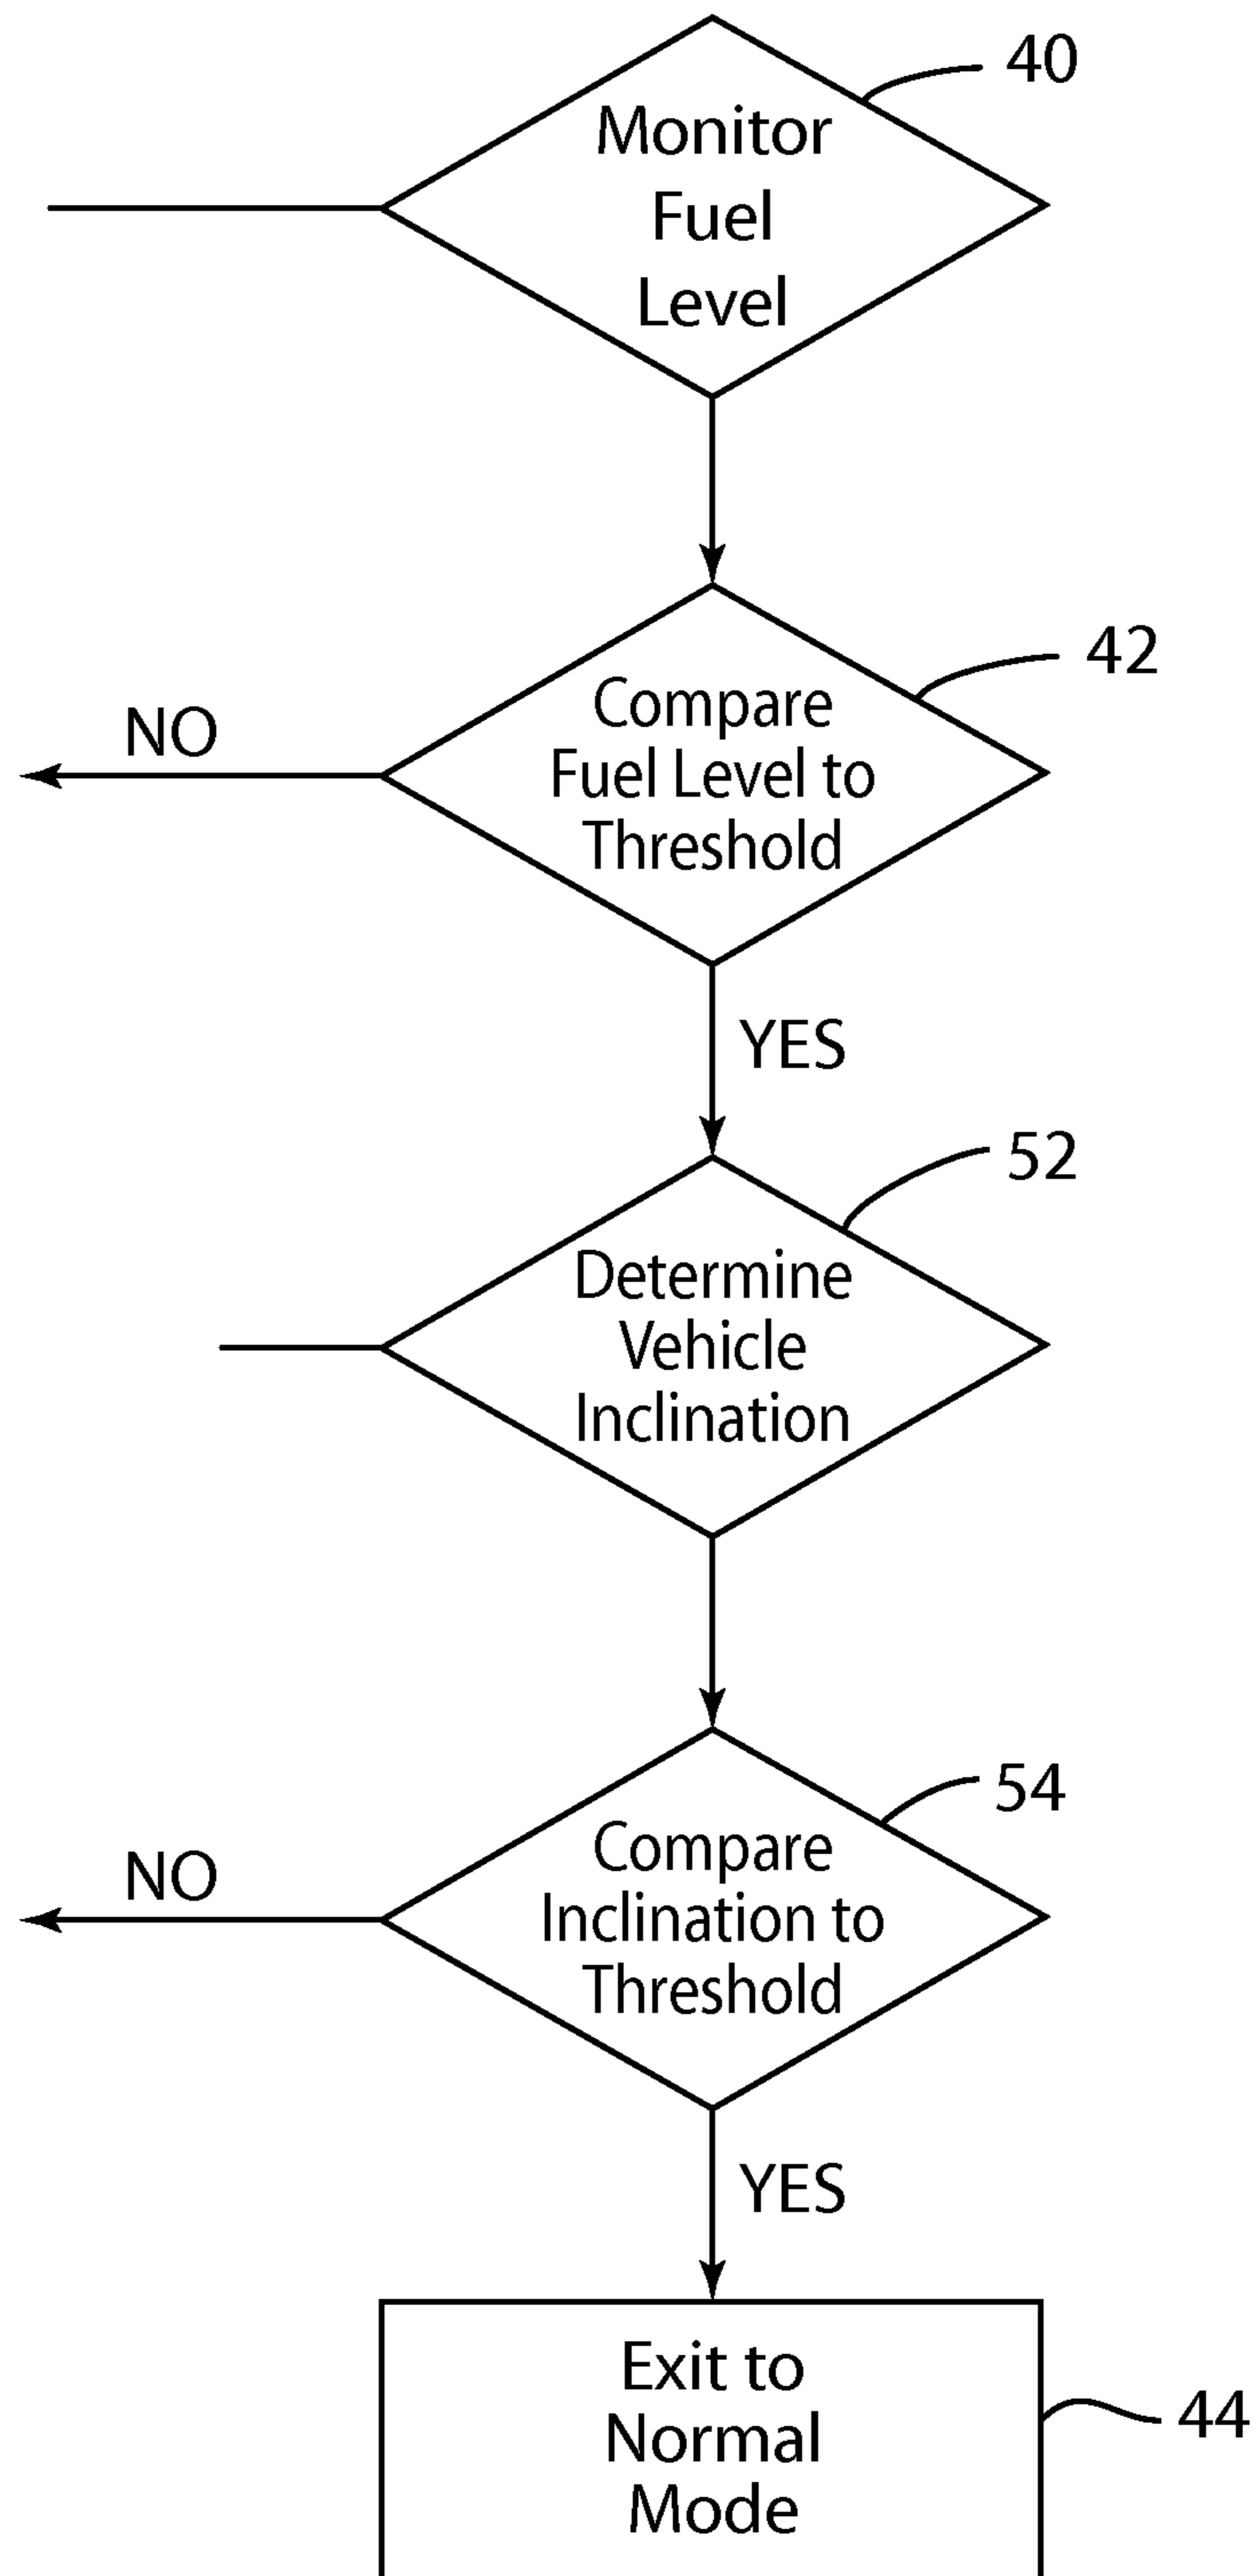 40
Monitor
Fuel
Level
42
Compare
Fuel Level to
Threshold
NO
YES
52
Determine
Vehicle
Inclination
54
Compare
Inclination to
Threshold
NO
YES
Exit to
Normal
Mode
44